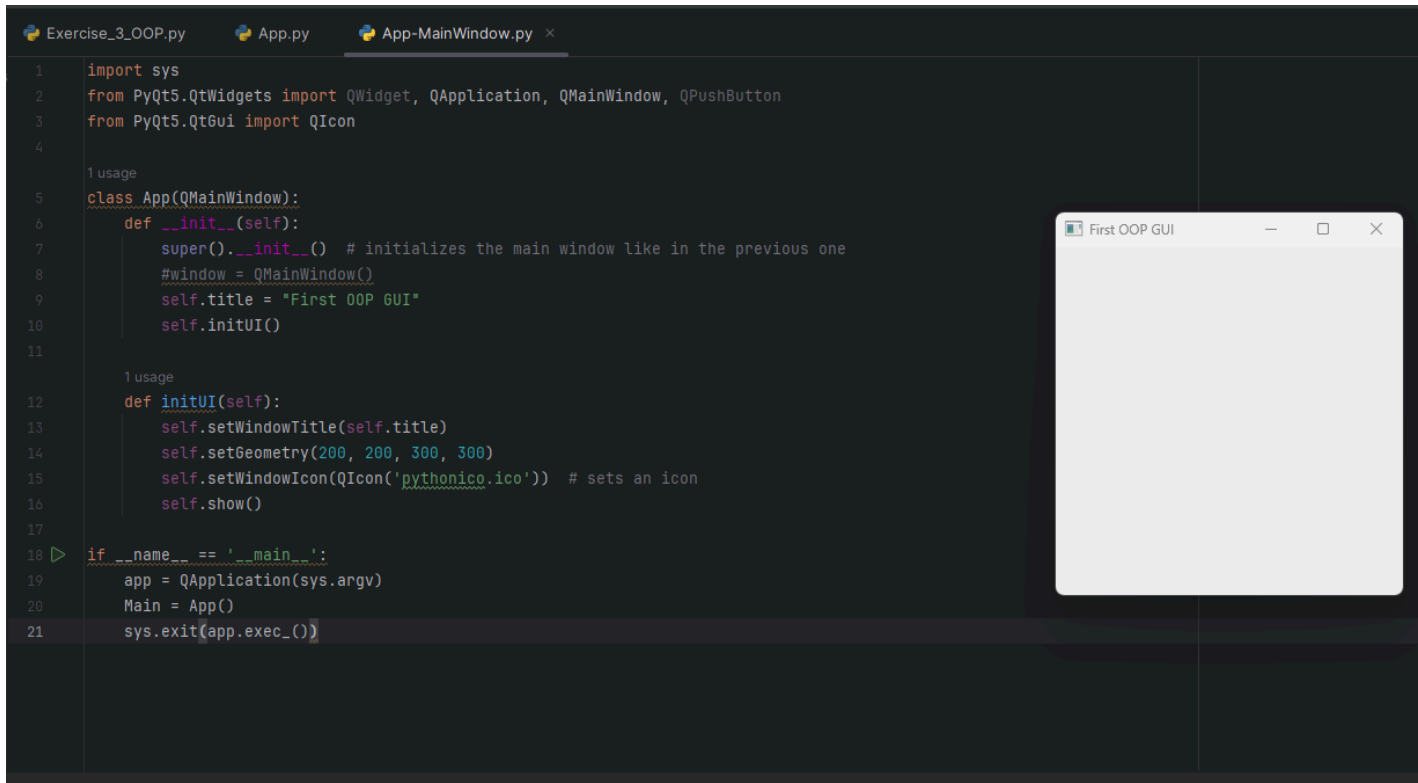 Exercise_3_OOP.py App.py App-MainWindow.py ×
1 import sys
2 from PyQt5.QtWidgets import QWidget, QApplication, QMainWindow, QPushButton
3 from PyQt5.QtGui import QIcon
4
1 usage
5 class App(QMainWindow):
6 def __init__(self):
7 super().__init__() # initializes the main window like in the previous one
8 #window = QMainWindow()
9 self.title = "First OOP GUI"
10 self.initUI()
11
1 usage
12 def initUI(self):
13 self.setWindowTitle(self.title)
14 self.setGeometry(200, 200, 300, 300)
15 self.setWindowIcon(QIcon('pythonico.ico')) # sets an icon
16 self.show()
17
18 if __name__ == '__main__':
19 app = QApplication(sys.argv)
20 Main = App()
21 sys.exit(app.exec_())
First OOP GUI